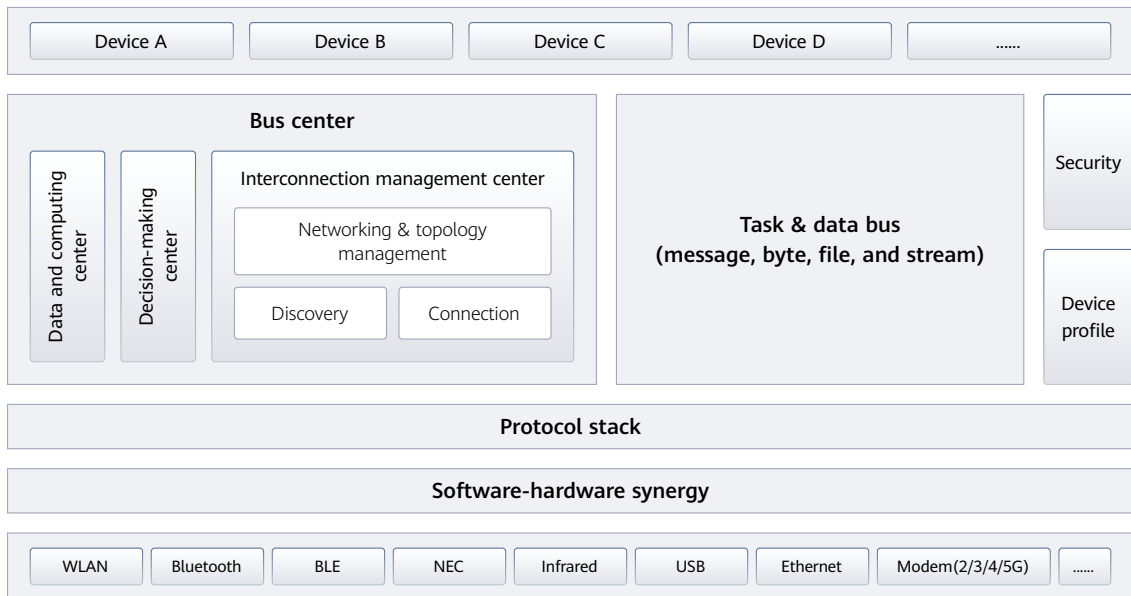 Device A
Device B
Device C
Device D
......
Bus center
Data and computing
center
Decision-making
center
Interconnection management center
Networking & topology
management
Discovery
Connection
Task & data bus
(message, byte, file, and stream)
Security
Device
profile
Protocol stack
Software-hardware synergy
WLAN
Bluetooth
BLE
NEC
Infrared
USB
Ethernet
Modem(2/3/4/5G)
......